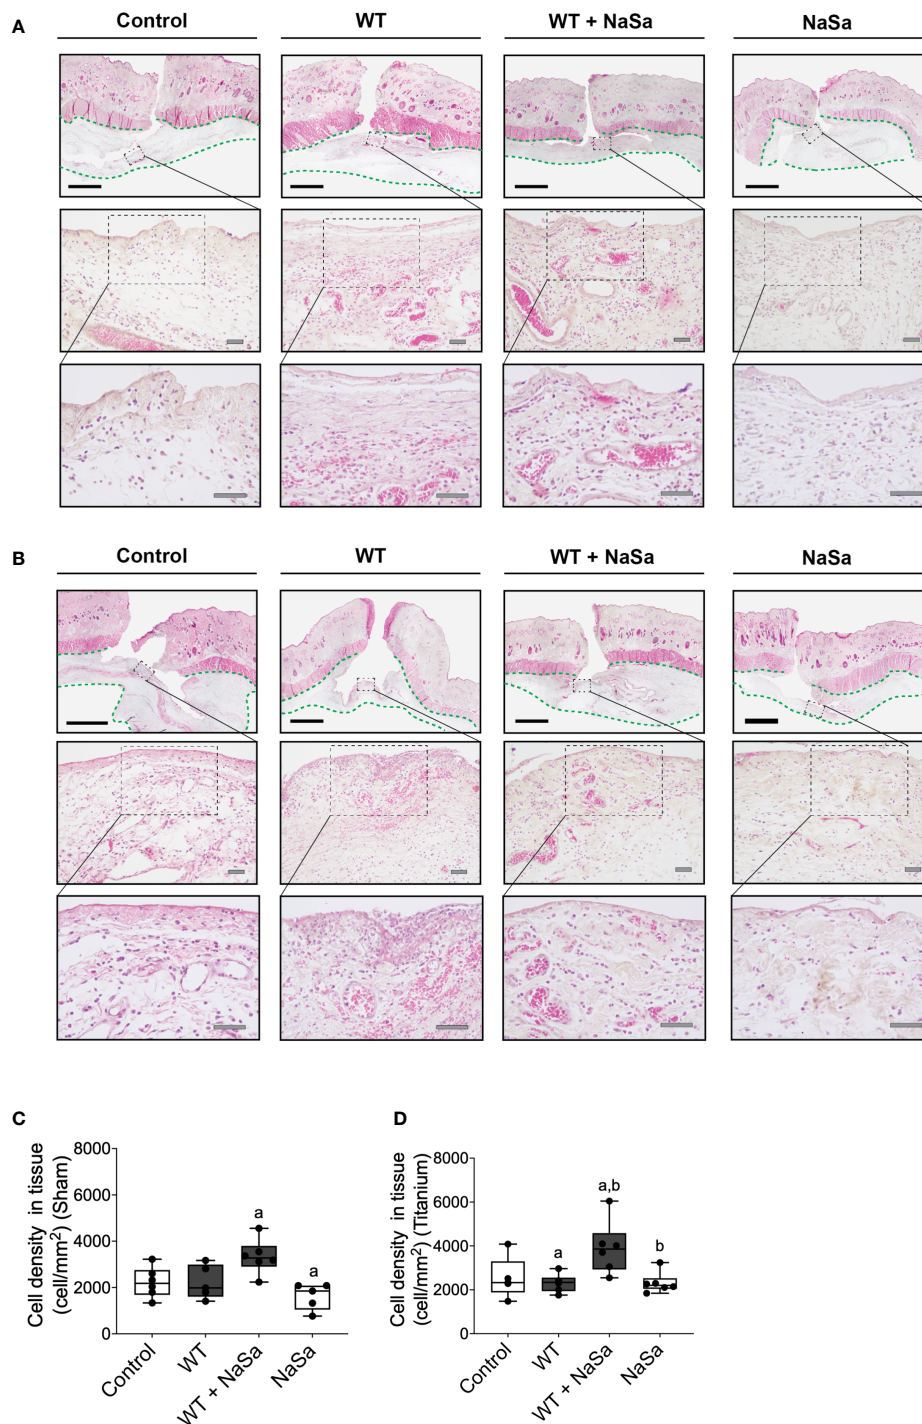 A
Control
WT
WT + NaSa
NaSa
B
Control
WT
WT + NaSa
NaSa
C
Cell density in tissue
(cell/mm²) (Sham)
8000
6000
4000
2000
0
a
a
Control
WT
WT + NaSa
NaSa
D
Cell density in tissue
(cell/mm²) (Titanium)
8000
6000
4000
2000
0
a
a,b
b
Control
WT
WT + NaSa
NaSa